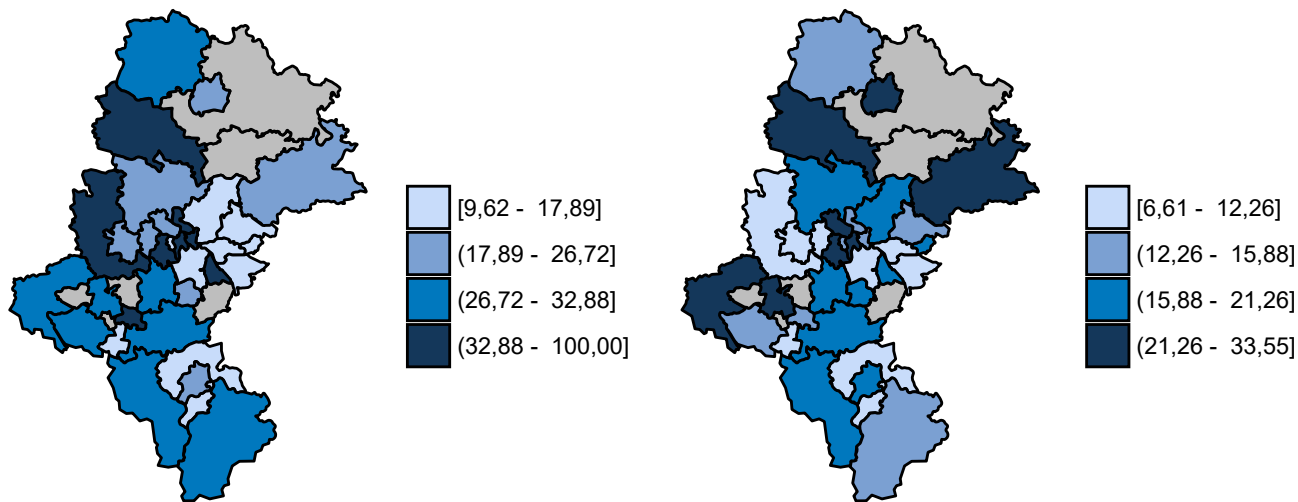 [9,62 - 17,89]
(17,89 - 26,72]
(26,72 - 32,88]
(32,88 - 100,00]
[6,61 - 12,26]
(12,26 - 15,88]
(15,88 - 21,26]
(21,26 - 33,55]